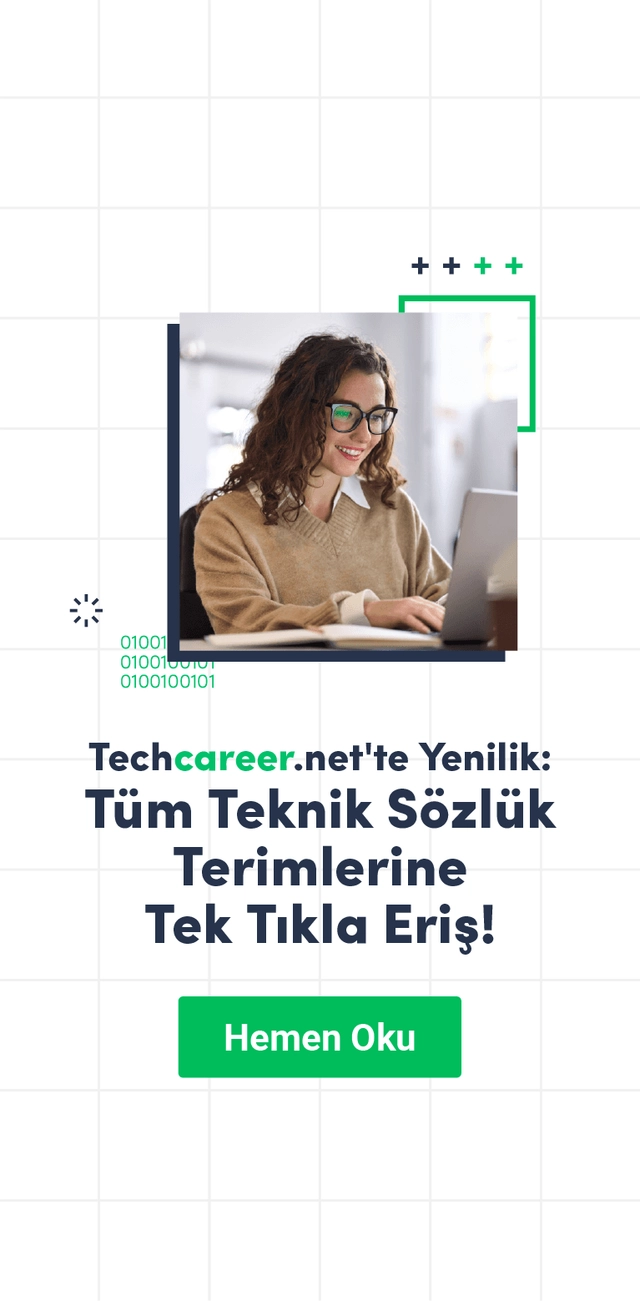 ++++
01001
0100100101
0100100101
Techcareer.net'te Yenilik:
Tüm Teknik Sözlük
Terimlerine
Tek Tıkla Eriş!
Hemen Oku